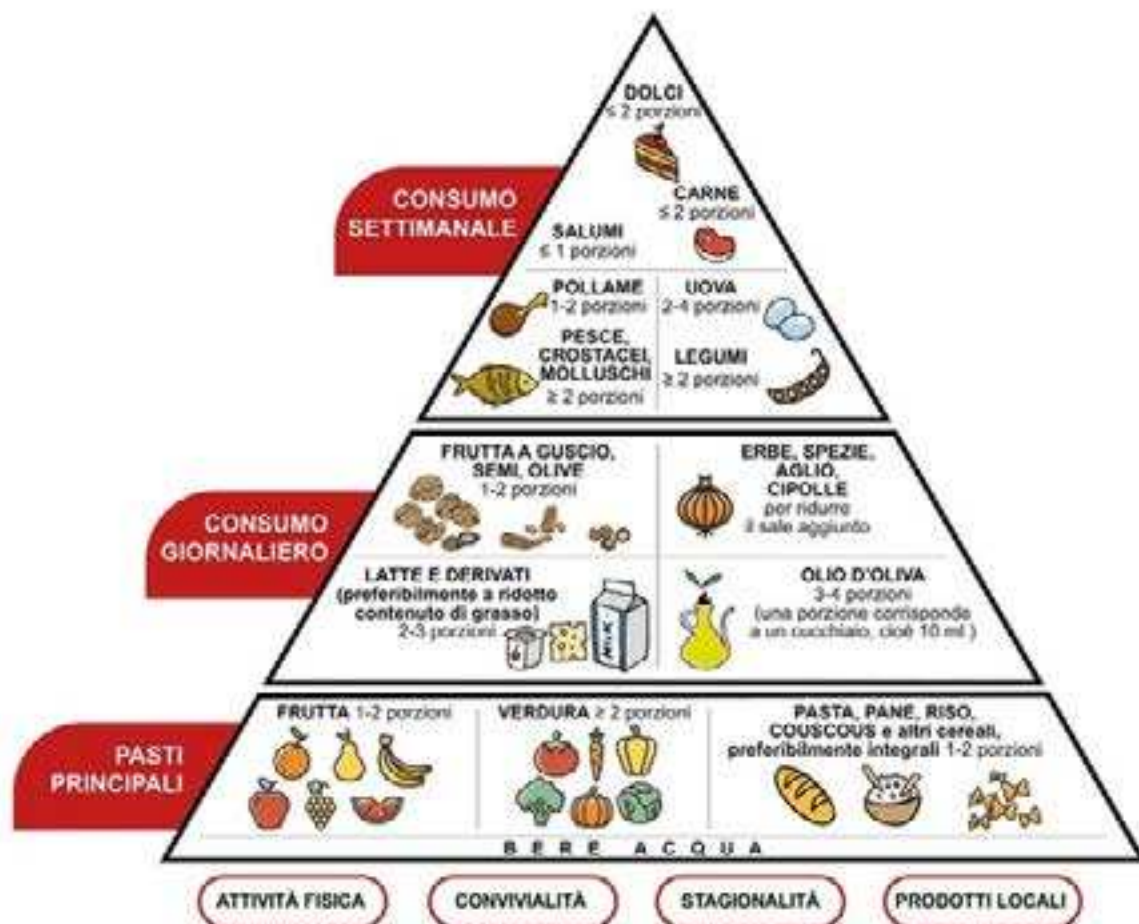 DOLCI
≤ 2 porzioni
CONSUMO
SETTIMANALE
CARNE
≤ 2 porzioni
SALUMI
≤ 1 porzioni
POLLAME
1-2 porzioni
UOVA
2-4 porzioni
PESCE,
CROSTACEI,
MOLLUSCHI
≥ 2 porzioni
LEGUMI
≥ 2 porzioni
CONSUMO
GIORNALIERO
FRUTTA A GUSCIO,
SEMI, OLIVE
1-2 porzioni
ERBE, SPEZIE,
AGLIO,
CIPOLLE
per ridurre
il sale aggiunto
LATTE E DERIVATI
(preferibilmente a ridotto
contenuto di grasso)
2-3 porzioni
MILK
OLIO D'OLIVA
3-4 porzioni
(una porzione corrisponde
a un cucchiaio, cioè 10 ml )
PASTI
PRINCIPALI
FRUTTA 1-2 porzioni
VERDURA ≥ 2 porzioni
PASTA, PANE, RISO,
COUSCOUS e altri cereali,
preferibilmente integrali 1-2 porzioni
BERE ACQUA
ATTIVITÀ FISICA
CONVIVIALITÀ
STAGIONALITÀ
PRODOTTI LOCALI